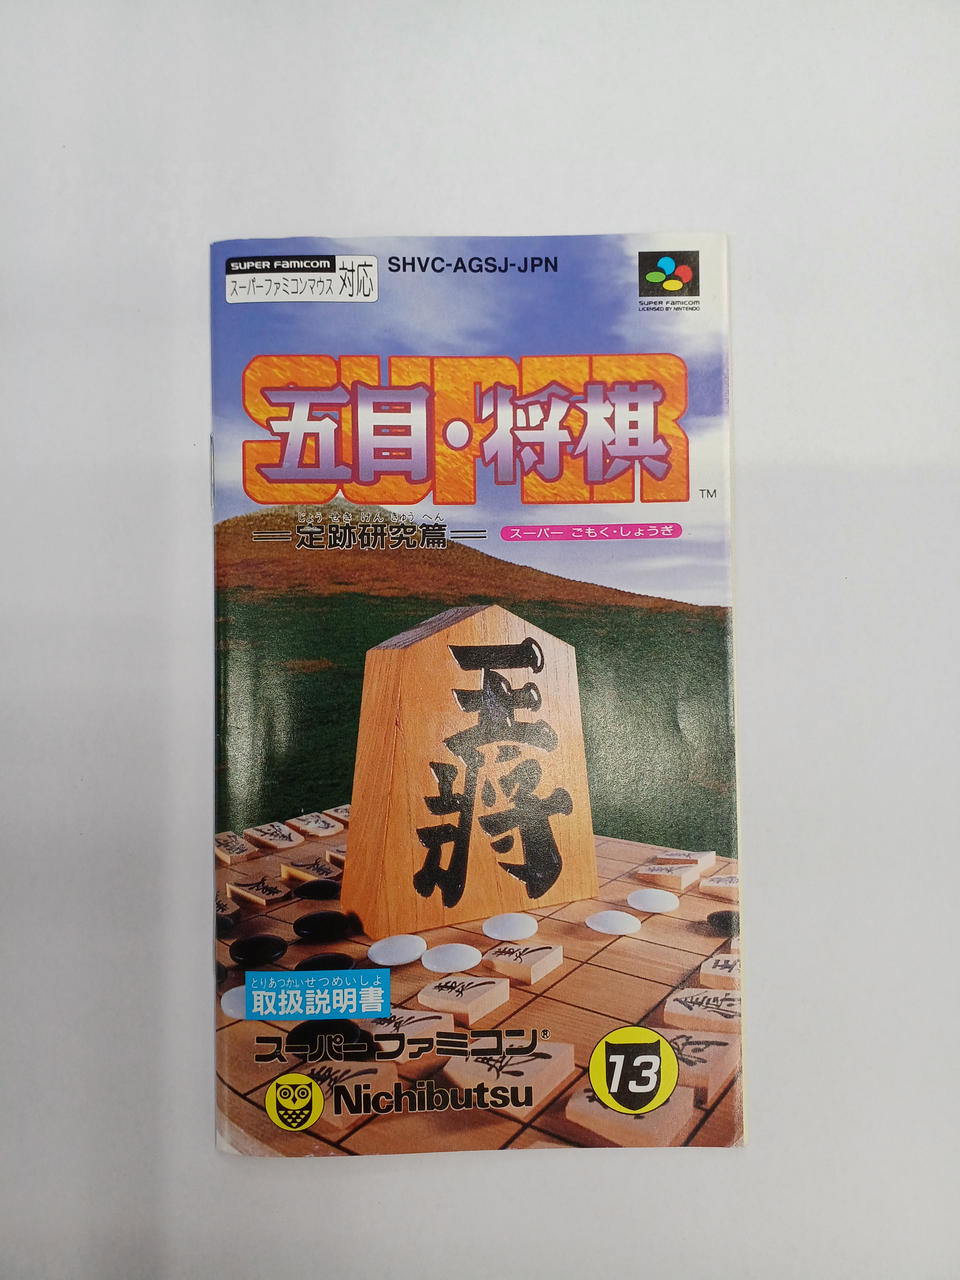 SUPER FAMICOM
スーパーファミコンマウス 対応
SHVC-AGSJ-JPN
SUPER FAMICOM
LICENSED BY NINTENDO
SUPER
五目・将棋
TM
じょう せき けん きゅう へん
定跡研究篇
スーパー ごもく・しょうぎ
王将
とりあつかいせつめいしょ
取扱説明書
スーパーファミコン®
Nichibutsu
13